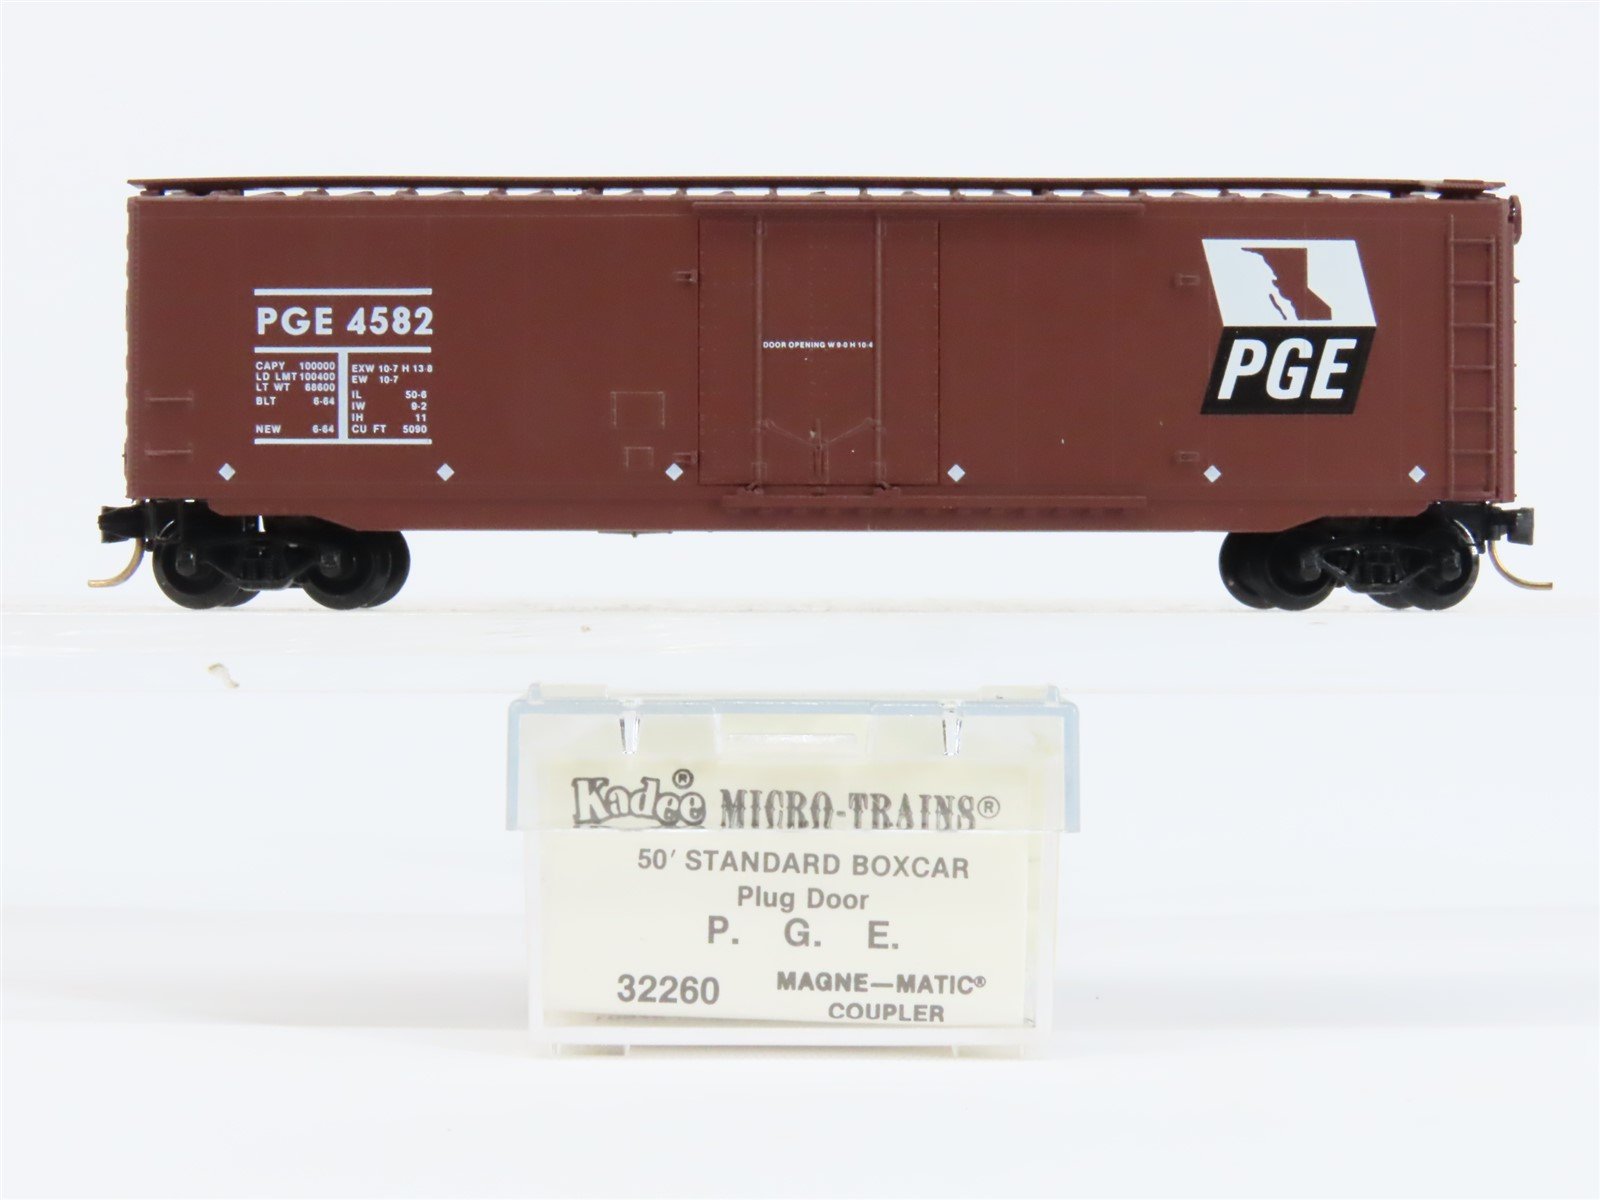 PGE 4582
CAPY 100000
LD LMT 100400
LT WT 68600
BLT 6-64
NEW 6-64
EXW 10-7 H 13-8
EW 10-7
IL 50-6
IW 9-2
IH 11
CU FT 5090
DOOR OPENING W 9-0 H 10-4
PGE
Kadee® MICRO-TRAINS®
50' STANDARD BOXCAR
Plug Door
P. G. E.
32260 MAGNE—MATIC®
COUPLER